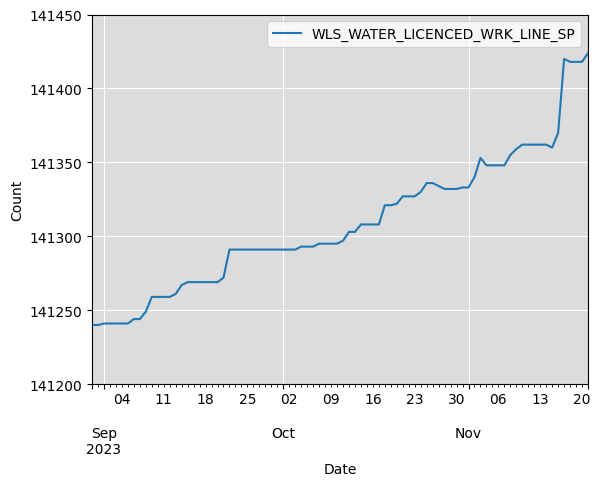 WLS_WATER_LICENCED_WRK_LINE_SP
141450
141400
141350
141300
141250
141200
Count
04 11 18 25 02 09 16 23 30 06 13 20
Sep Oct Nov
2023
Date